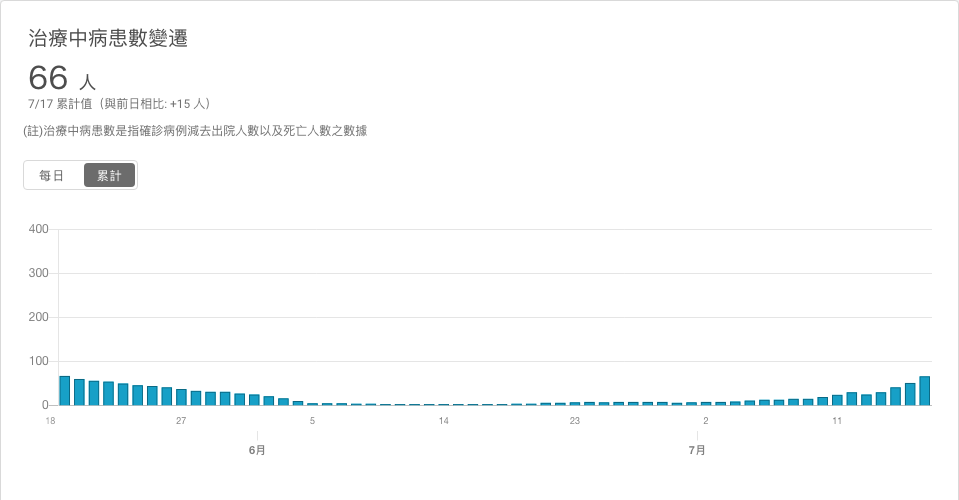 治療中病患數變遷
66 人
7/17 累計值（與前日相比: +15 人）
(註)治療中病患數是指確診病例減去出院人數以及死亡人數之數據
每日 累計
400
300
200
100
0
18 27 5 14 23 2 11
6月 7月